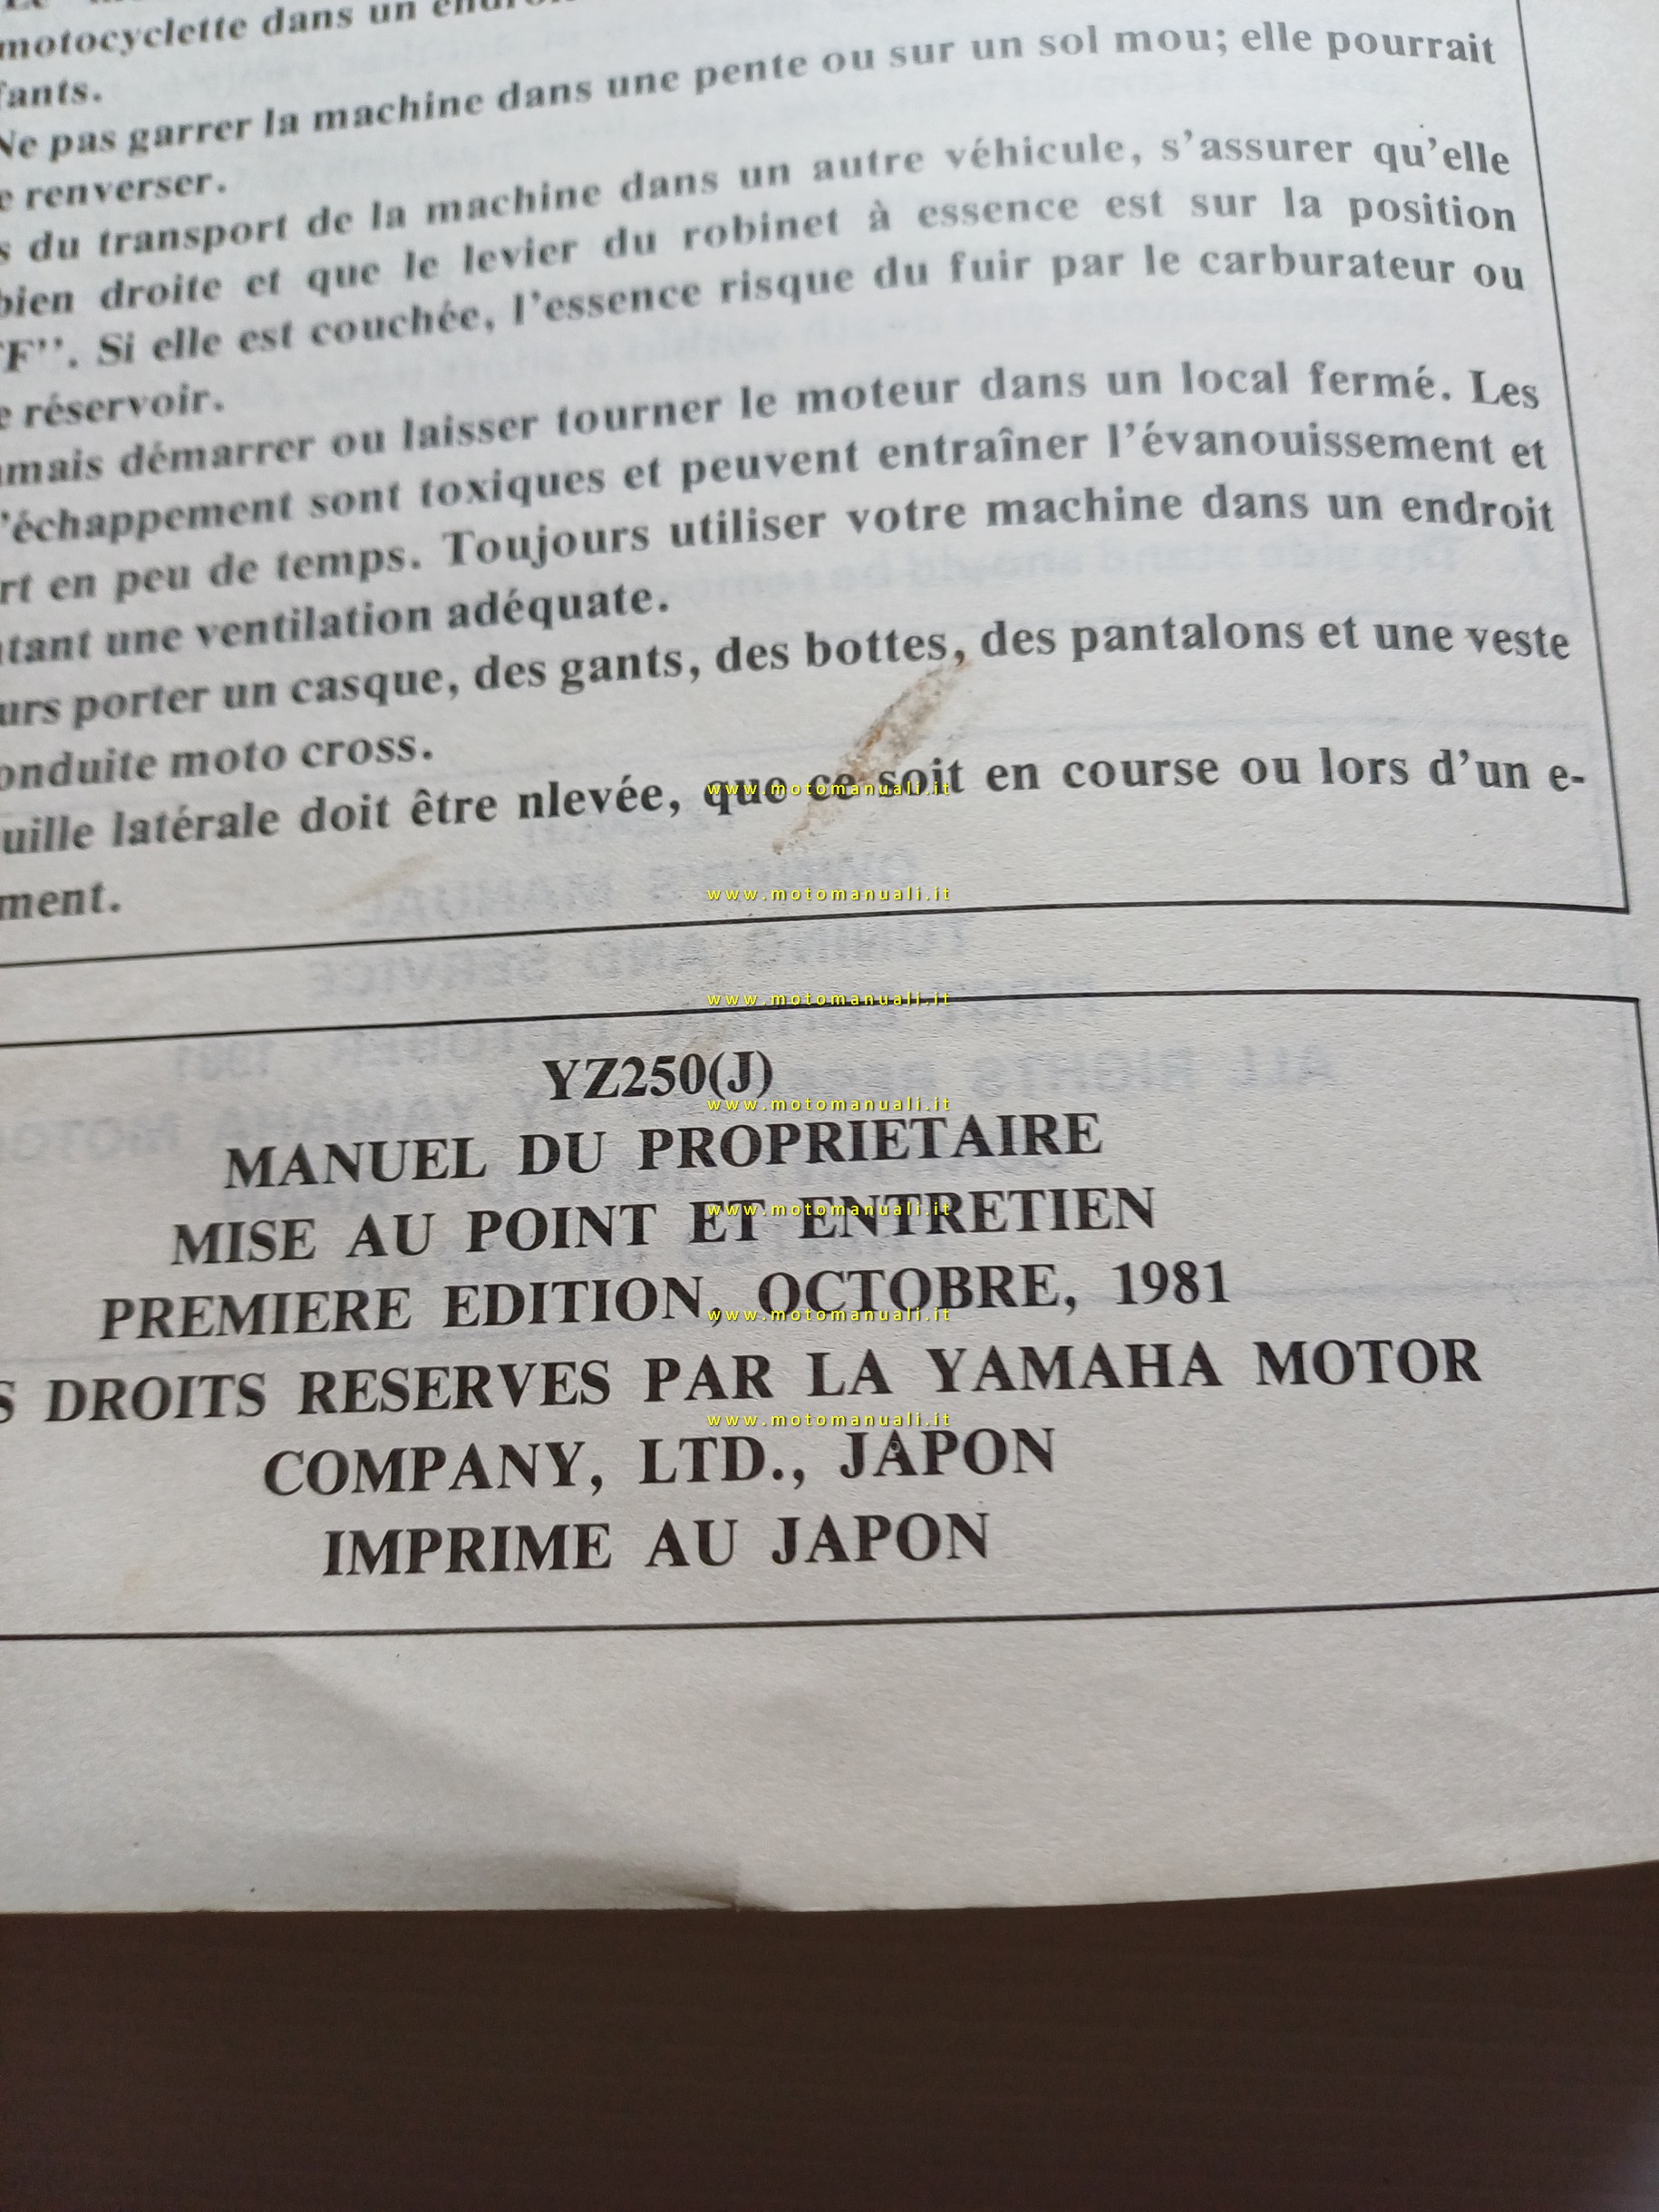 motocyclette dans un
fants.
Ne pas garrer la machine dans une pente ou sur un sol mou; elle pourrait
e renverser.
s du transport de la machine dans un autre véhicule, s'assurer qu'elle
bien droite et que le levier du robinet à essence est sur la position
F". Si elle est couchée, l'essence risque du fuir par le carburateur ou
e réservoir.
mais démarrer ou laisser tourner le moteur dans un local fermé. Les
'échappement sont toxiques et peuvent entraîner l'évanouissement et
rt en peu de temps. Toujours utiliser votre machine dans un endroit
tant une ventilation adéquate.
urs porter un casque, des gants, des bottes, des pantalons et une veste
onduite moto cross.
uille latérale doit être nlevée, que ce soit en course ou lors d'un e-
ment.
www.motomanuali.it
www.motomanuali.it
www.motomanuali.it
YZ250(J)
www.motomanuali.it
MANUEL DU PROPRIETAIRE
MISE AU POINT ET ENTRETIEN
www.motomanuali.it
PREMIERE EDITION, OCTOBRE, 1981
www.motomanuali.it
S DROITS RESERVES PAR LA YAMAHA MOTOR
www.motomanuali.it
COMPANY, LTD., JAPON
IMPRIME AU JAPON